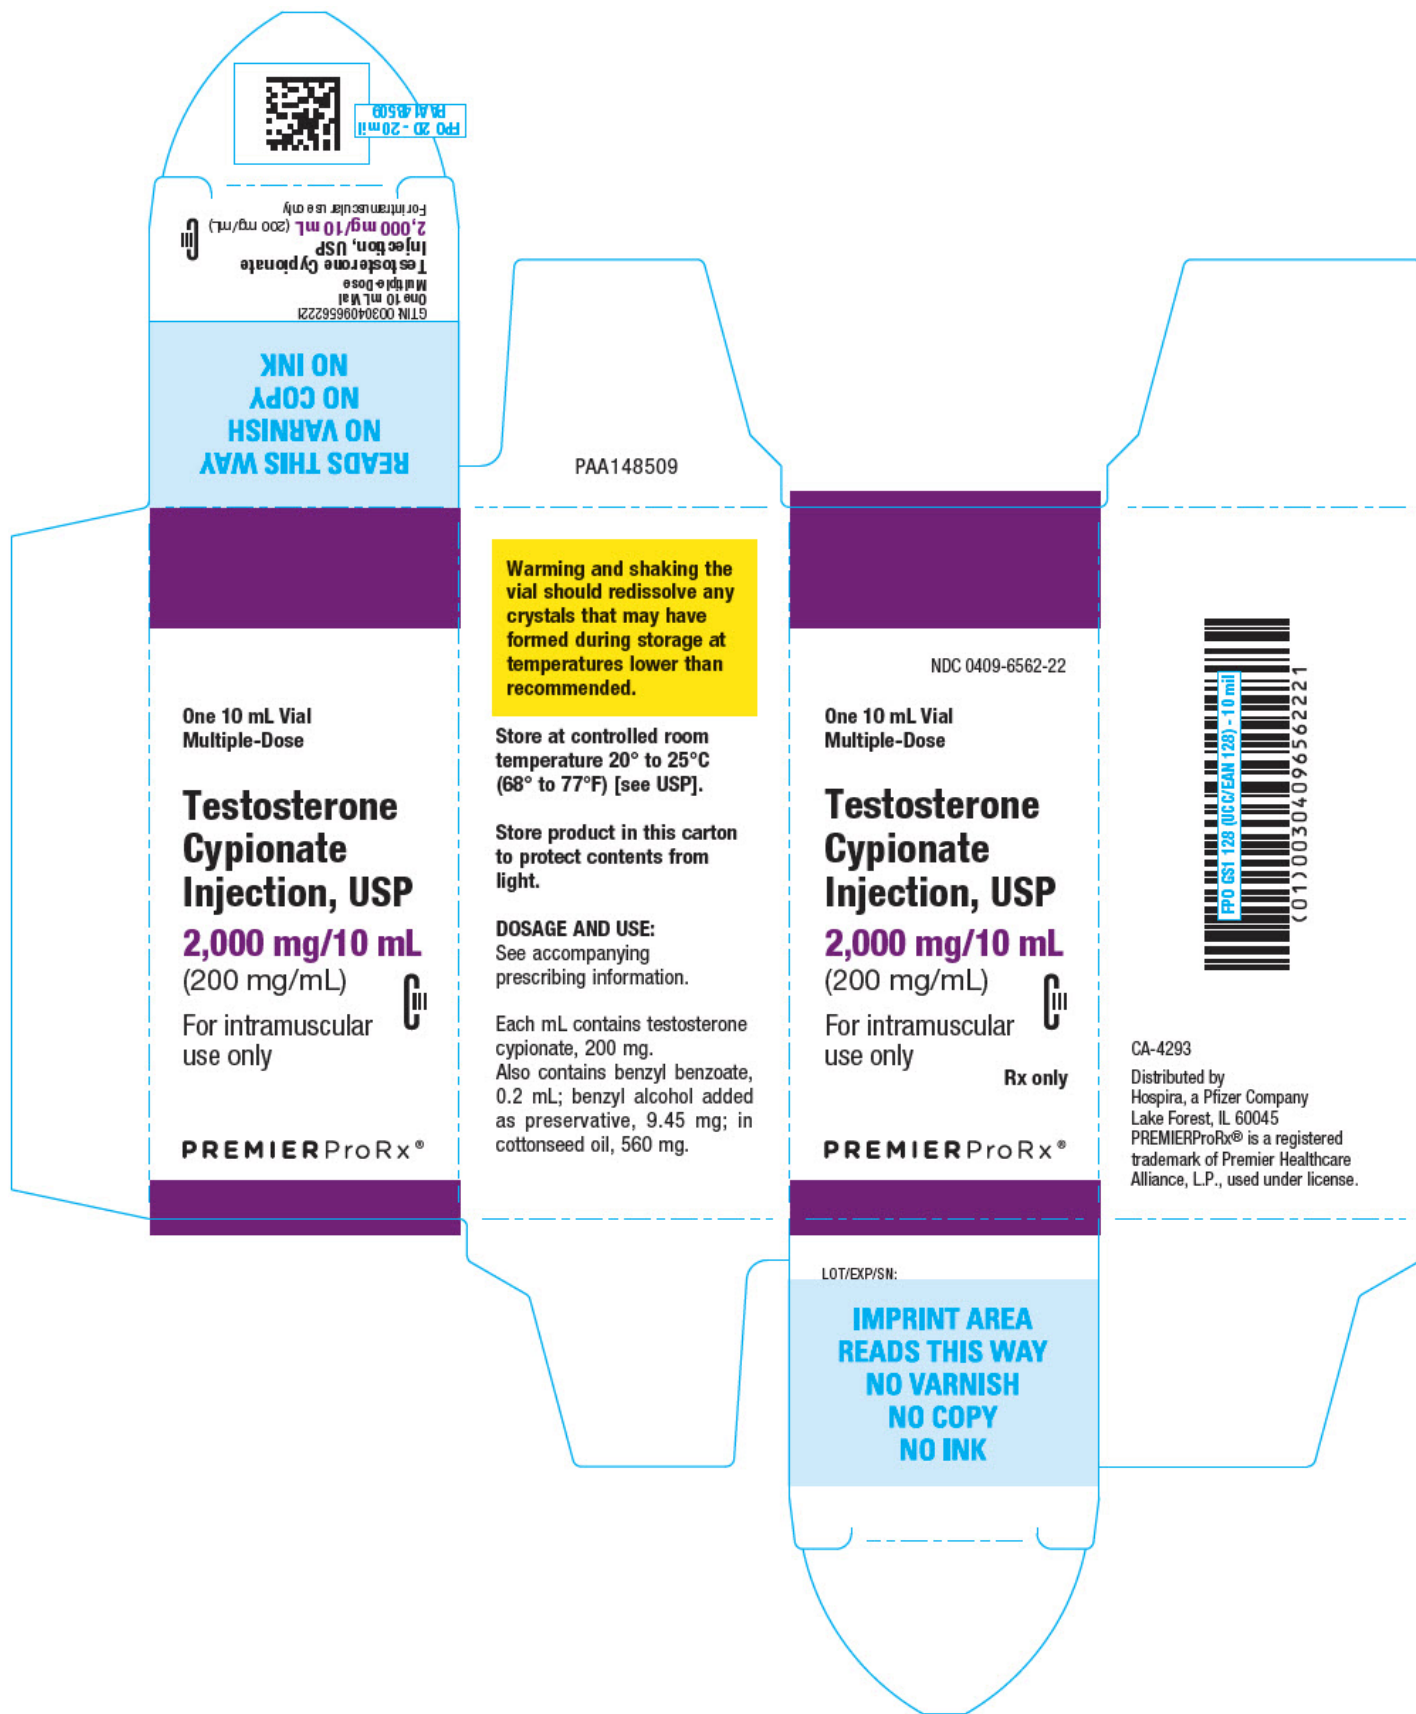 FPO 2D - 20 mil
PAA148509
GTIN: 00304096562221
One 10 mL Vial
Multiple-Dose
Testosterone Cypionate
Injection, USP
2,000 mg/10 mL (200 mg/mL)
For intramuscular use only
CIII
READS THIS WAY
NO VARNISH
NO COPY
NO INK
One 10 mL Vial
Multiple-Dose
Testosterone
Cypionate
Injection, USP
2,000 mg/10 mL
(200 mg/mL)
CIII
For intramuscular
use only
PREMIERProRx®
PAA148509
Warming and shaking the
vial should redissolve any
crystals that may have
formed during storage at
temperatures lower than
recommended.
Store at controlled room
temperature 20° to 25°C
(68° to 77°F) [see USP].
Store product in this carton
to protect contents from
light.
DOSAGE AND USE:
See accompanying
prescribing information.
Each mL contains testosterone
cypionate, 200 mg.
Also contains benzyl benzoate,
0.2 mL; benzyl alcohol added
as preservative, 9.45 mg; in
cottonseed oil, 560 mg.
NDC 0409-6562-22
One 10 mL Vial
Multiple-Dose
Testosterone
Cypionate
Injection, USP
2,000 mg/10 mL
(200 mg/mL)
CIII
For intramuscular
use only
Rx only
PREMIERProRx®
LOT/EXP/SN:
IMPRINT AREA
READS THIS WAY
NO VARNISH
NO COPY
NO INK
FPO GS1 128 (UCC/EAN 128) - 10 mil
(01)00304096562221
CA-4293
Distributed by
Hospira, a Pfizer Company
Lake Forest, IL 60045
PREMIERProRx® is a registered
trademark of Premier Healthcare
Alliance, L.P., used under license.